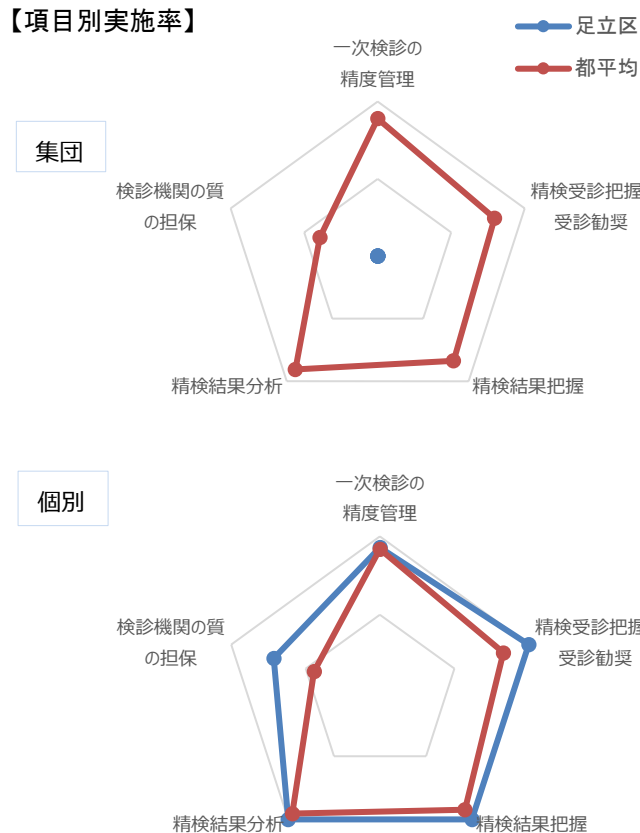 【項目別実施率】
足立区
都平均
集団
一次検診の
精度管理
精検受診把握
受診勧奨
精検結果把握
精検結果分析
検診機関の質
の担保
個別
一次検診の
精度管理
精検受診把握
受診勧奨
精検結果把握
精検結果分析
検診機関の質
の担保